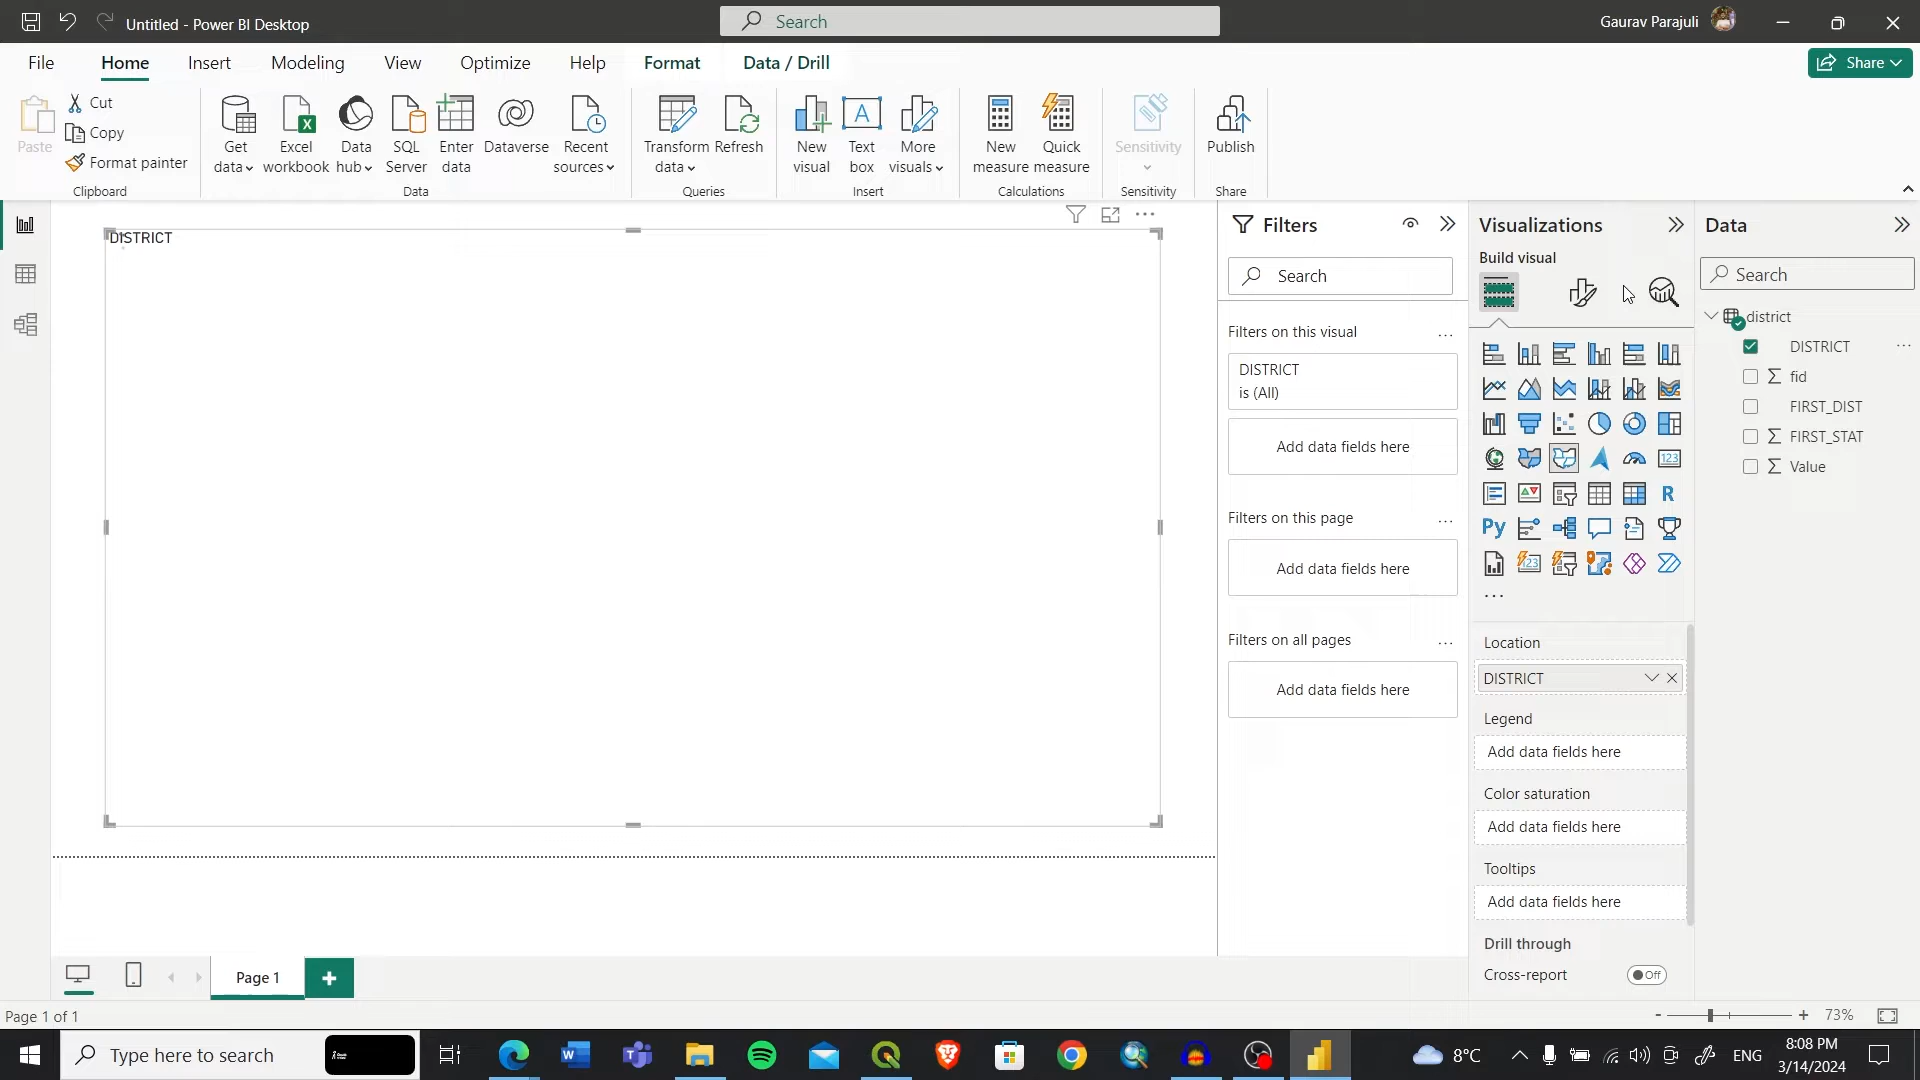 Untitled - Power BI Desktop
Search
Gaurav Parajuli
File
Home
Insert
Modeling
View
Optimize
Help
Format
Data / Drill
Share
Paste
Cut
Copy
Format painter
Clipboard
Get data
Excel workbook
Data hub
SQL Server
Enter data
Dataverse
Recent sources
Data
Transform data
Refresh
Queries
New visual
Text box
More visuals
Insert
New measure
Quick measure
Calculations
Sensitivity
Sensitivity
Publish
Share
DISTRICT
Filters
Search
Filters on this visual
DISTRICT
is (All)
Add data fields here
Filters on this page
Add data fields here
Filters on all pages
Add data fields here
Visualizations
Build visual
123
R
Py
123
Location
DISTRICT
Legend
Add data fields here
Color saturation
Add data fields here
Tooltips
Add data fields here
Drill through
Cross-report
Off
Data
Search
district
DISTRICT
Σ fid
FIRST_DIST
Σ FIRST_STAT
Σ Value
Page 1
+
Page 1 of 1
- + 73%
Type here to search
8°C
ENG
8:08 PM
3/14/2024